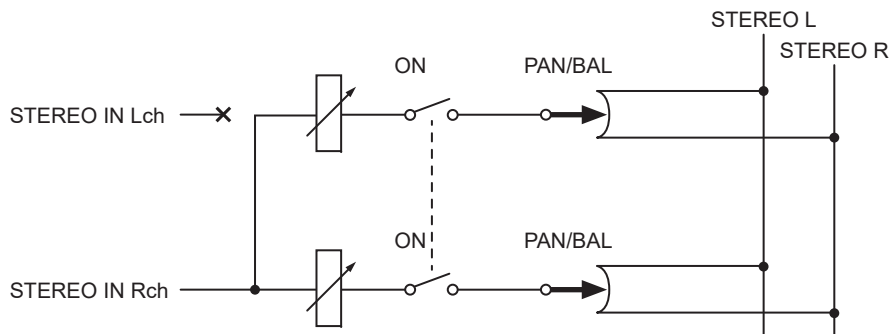 STEREO L
STEREO R
ON
PAN/BAL
STEREO IN Lch
ON
PAN/BAL
STEREO IN Rch